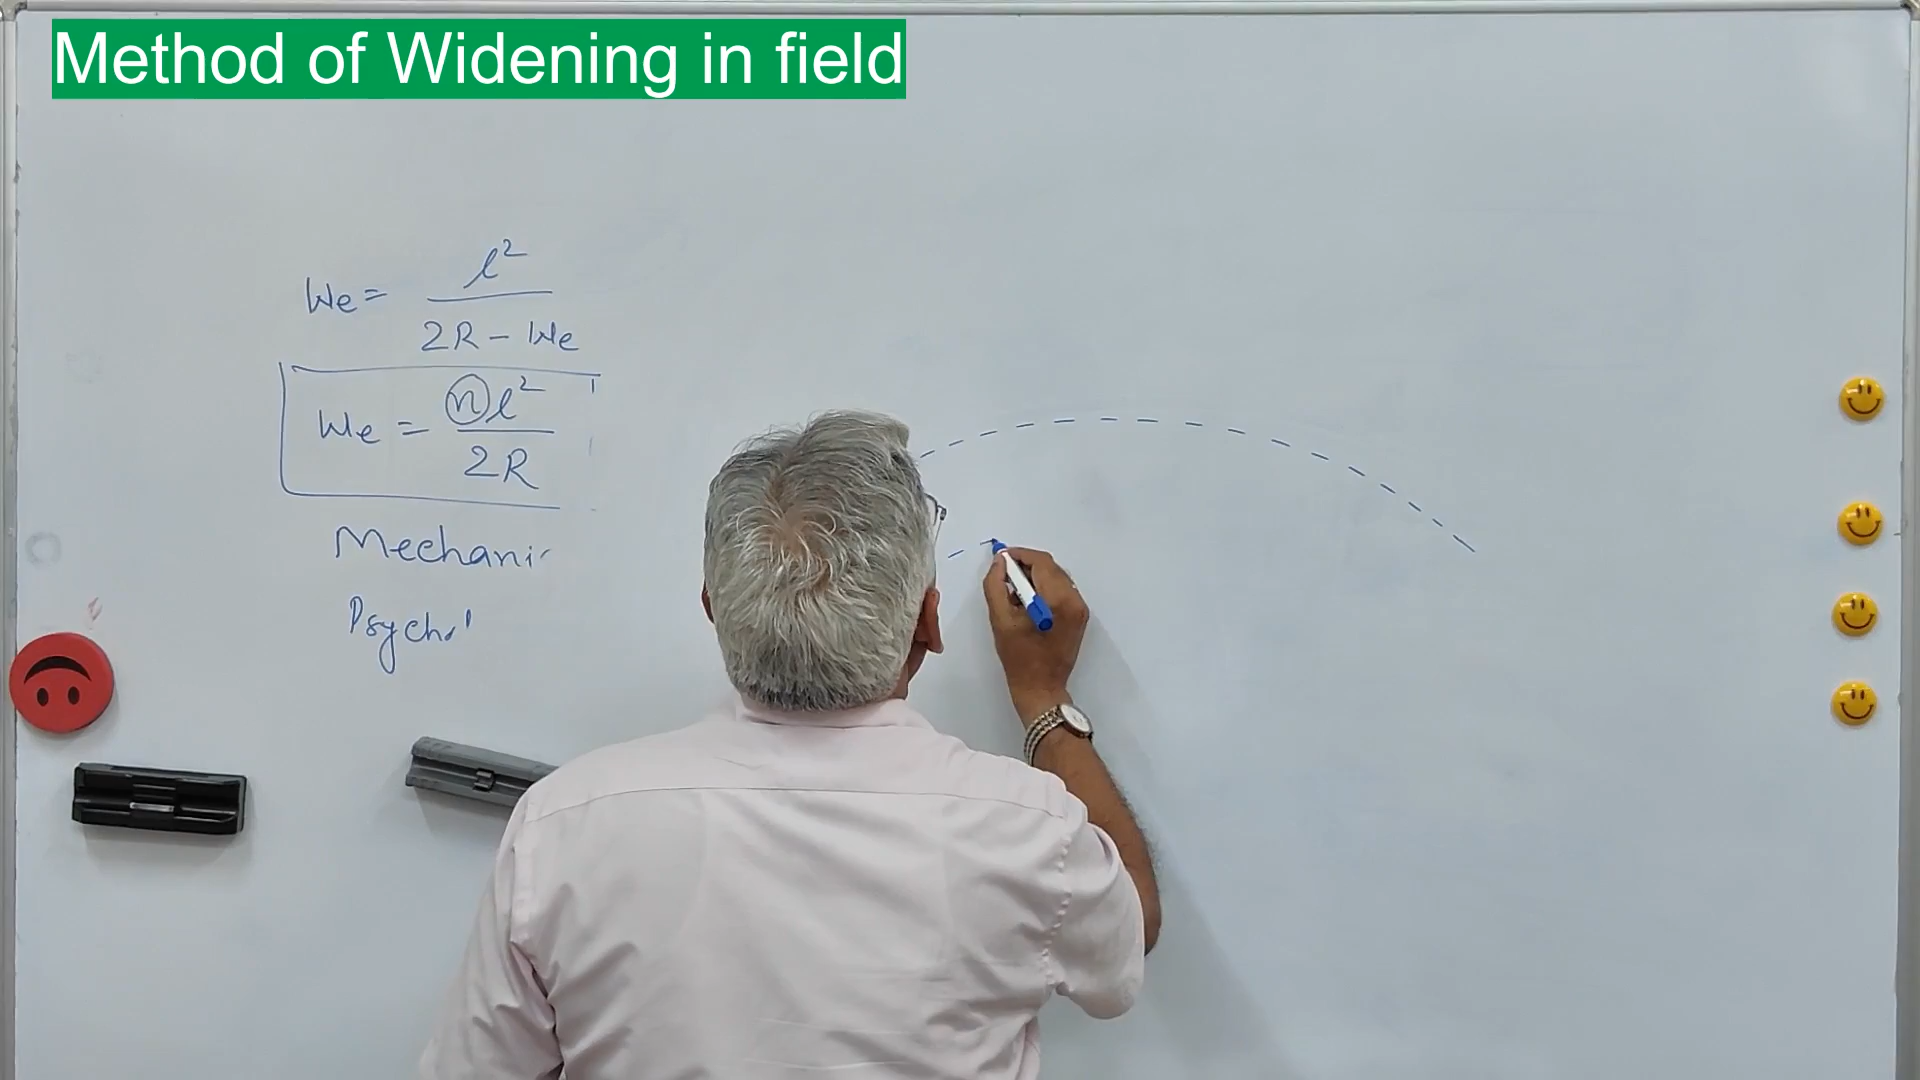 Method of Widening in field
We = l²
2R - We
We = nl²
2R
Mechani
Psych